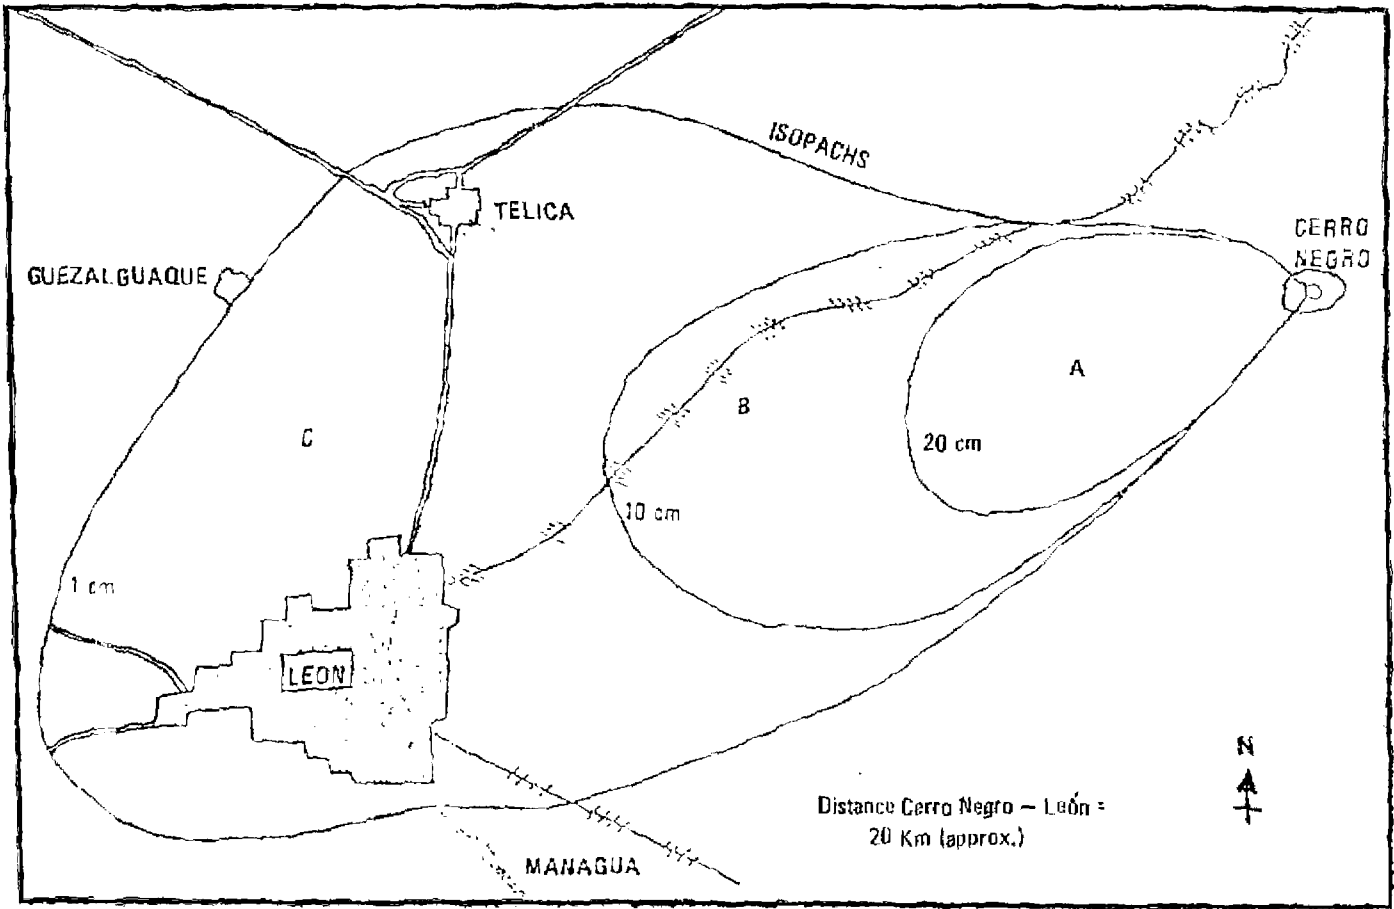 ISOPACHS
TELICA
CERRO
NEGRO
GUEZALGUAQUE
A
B
C
20 cm
10 cm
1 cm
LEON
N
Distance Cerro Negro – León =
20 Km (approx.)
MANAGUA